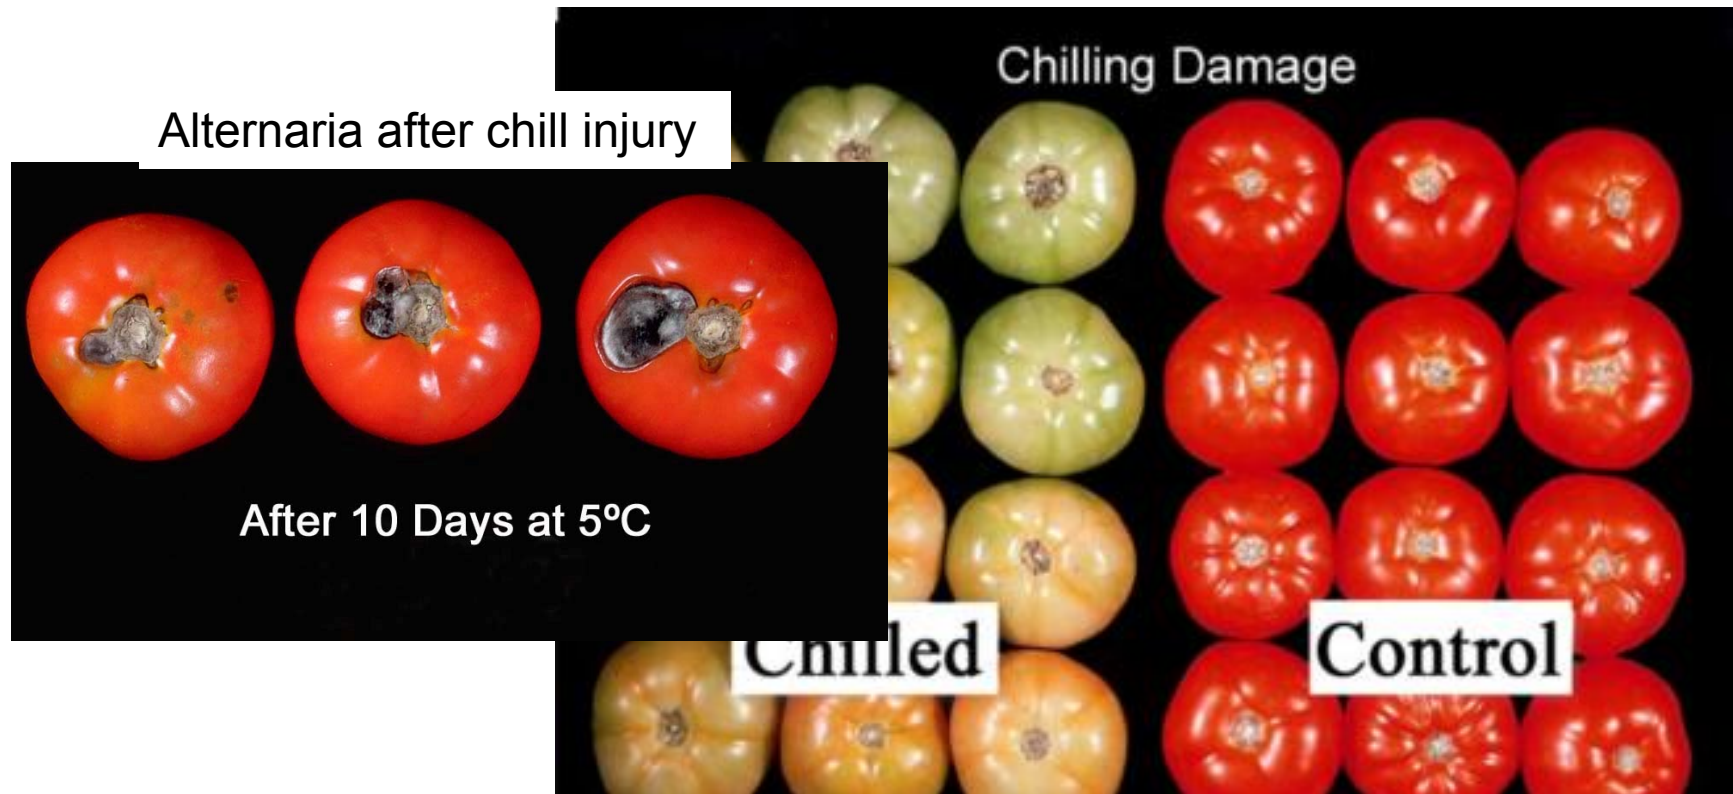 Chilling Damage
Alternaria after chill injury
After 10 Days at 5ºC
Chilled
Control